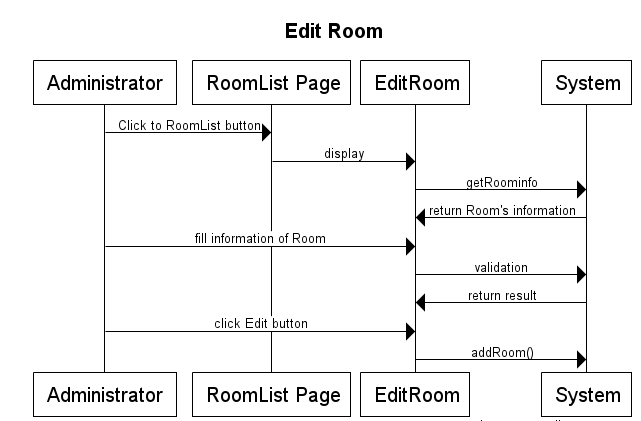 Edit Room
Administrator
RoomList Page
EditRoom
System
Click to RoomList button
display
getRoominfo
return Room's information
fill information of Room
validation
return result
click Edit button
addRoom()
Administrator
RoomList Page
EditRoom
System